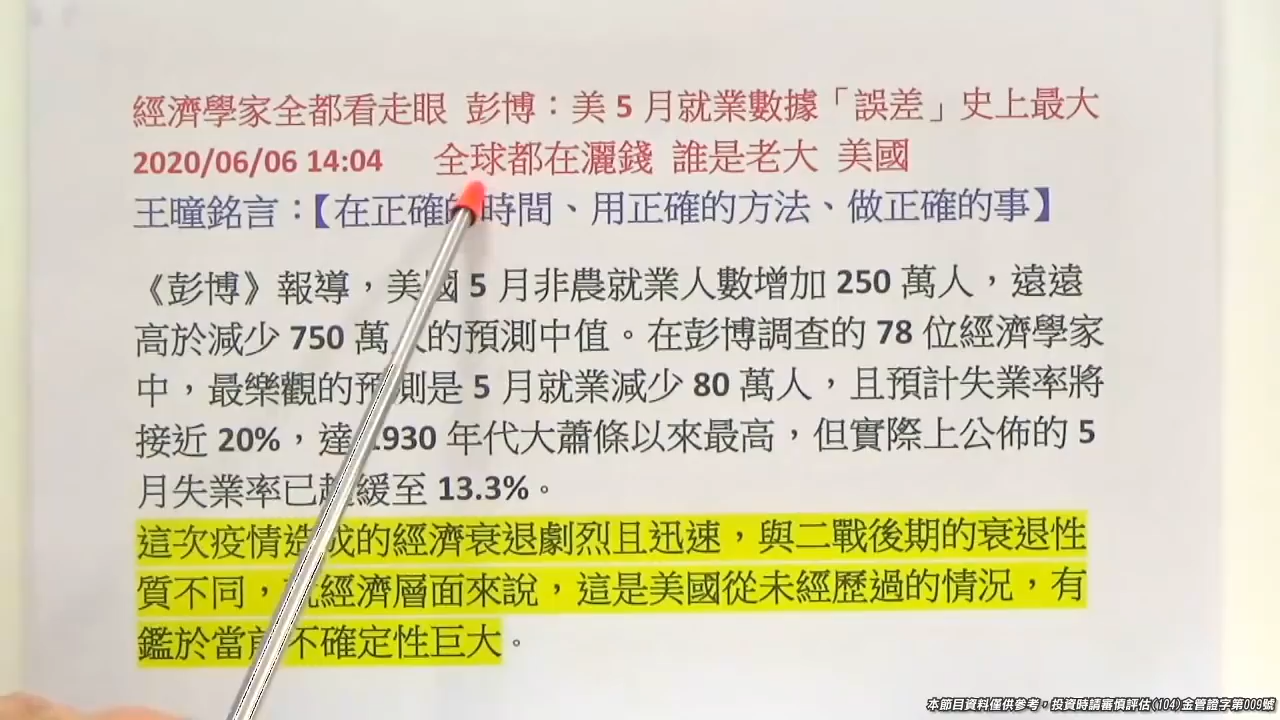 經濟學家全都看走眼 彭博：美 5 月就業數據「誤差」史上最大
2020/06/06 14:04 全球都在灑錢 誰是老大 美國
王曈銘言：【在正確的時間、用正確的方法、做正確的事】
《彭博》報導，美國 5 月非農就業人數增加 250 萬人，遠遠
高於減少 750 萬人的預測中值。在彭博調查的 78 位經濟學家
中，最樂觀的預測是 5 月就業減少 80 萬人，且預計失業率將
接近 20%，達 1930 年代大蕭條以來最高，但實際上公佈的 5
月失業率已趨緩至 13.3%。
這次疫情造成的經濟衰退劇烈且迅速，與二戰後期的衰退性
質不同，就經濟層面來說，這是美國從未經歷過的情況，有
鑑於當前不確定性巨大。
本節目資料僅供參考，投資時請審慎評估(104)金管證字第009號